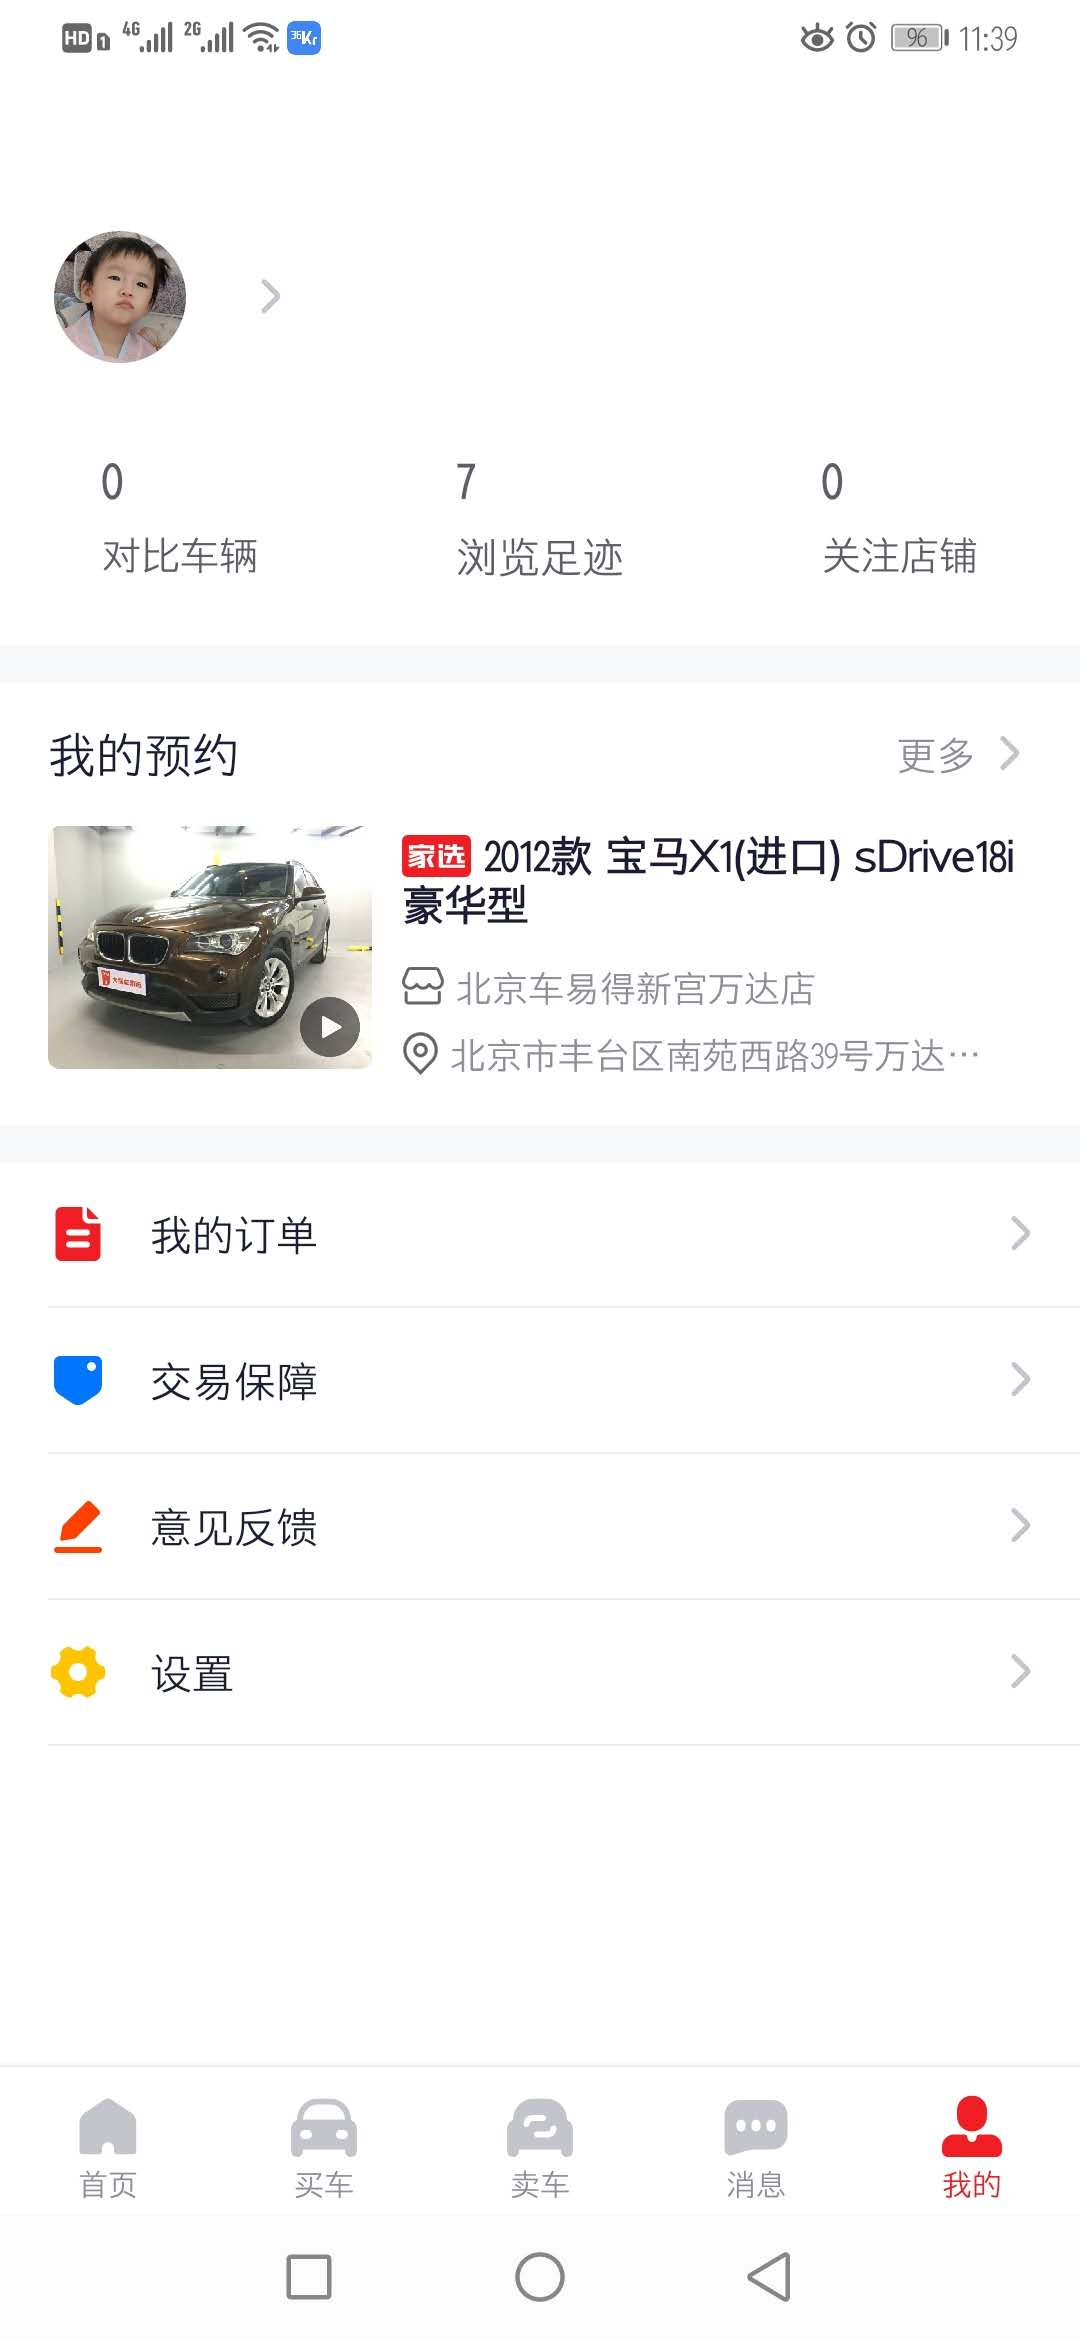 HD 1 4G 2G 36Kr 96 11:39
0 7 0
对比车辆 浏览足迹 关注店铺
我的预约 更多
家选 2012款 宝马X1(进口) sDrive18i
豪华型
北京车易得新宫万达店
北京市丰台区南苑西路39号万达…
我的订单
交易保障
意见反馈
设置
首页 买车 卖车 消息 我的